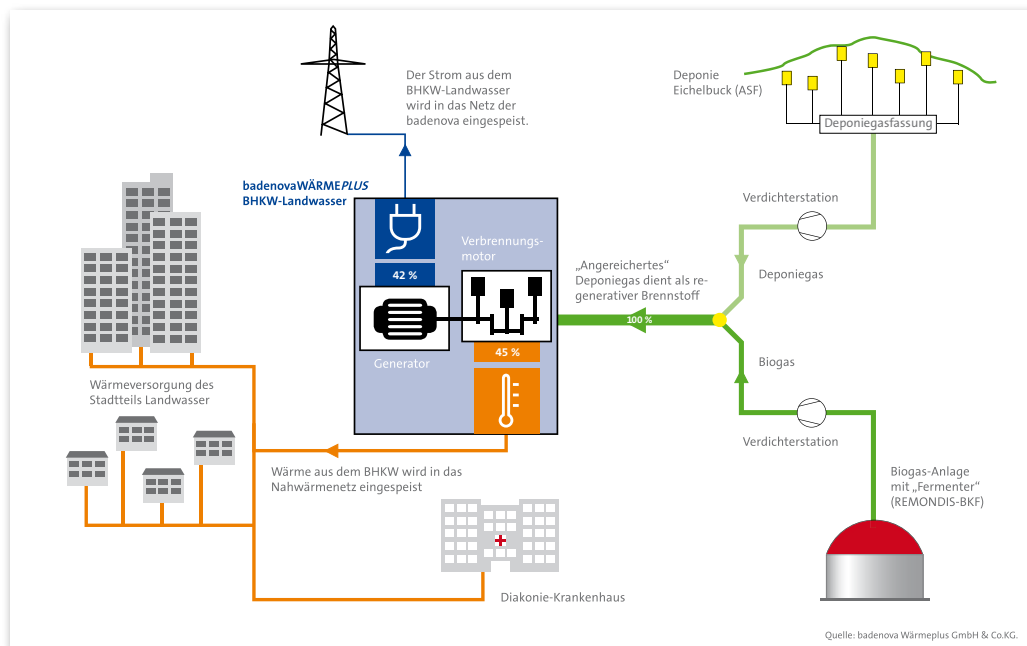 Der Strom aus dem
BHKW-Landwasser
wird in das Netz der
badenova eingespeist.
Deponie
Eichelbuck (ASF)
Deponiegasfassung
badenovaWÄRMEPLUS
BHKW-Landwasser
Verdichterstation
Verbrennungs-
motor
42 %
„Angereichertes“
Deponiegas dient als re-
generativer Brennstoff
Deponiegas
100 %
Generator
45 %
Biogas
Wärmeversorgung des
Stadtteils Landwasser
Verdichterstation
Wärme aus dem BHKW wird in das
Nahwärmenetz eingespeist
Biogas-Anlage
mit „Fermenter“
(REMONDIS-BKF)
Diakonie-Krankenhaus
Quelle: badenova Wärmeplus GmbH & Co.KG.